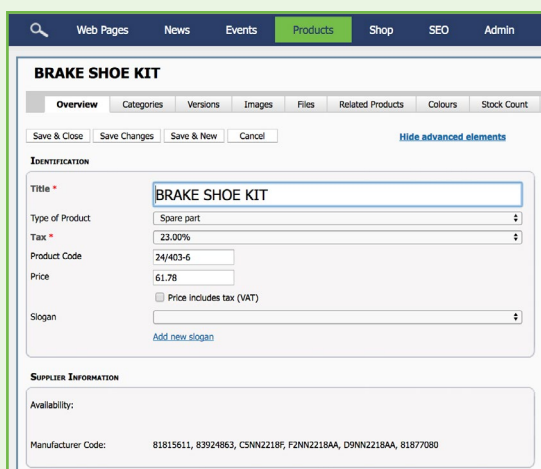 Web Pages News Events Products Shop SEO Admin
BRAKE SHOE KIT
Overview Categories Versions Images Files Related Products Colours Stock Count
Save & Close Save Changes Save & New Cancel Hide advanced elements
IDENTIFICATION
Title * BRAKE SHOE KIT
Type of Product Spare part
Tax * 23.00%
Product Code 24/403-6
Price 61.78
Price includes tax (VAT)
Slogan
Add new slogan
SUPPLIER INFORMATION
Availability:
Manufacturer Code: 81815611, 83924863, C5NN2218F, F2NN2218AA, D9NN2218AA, 81877080